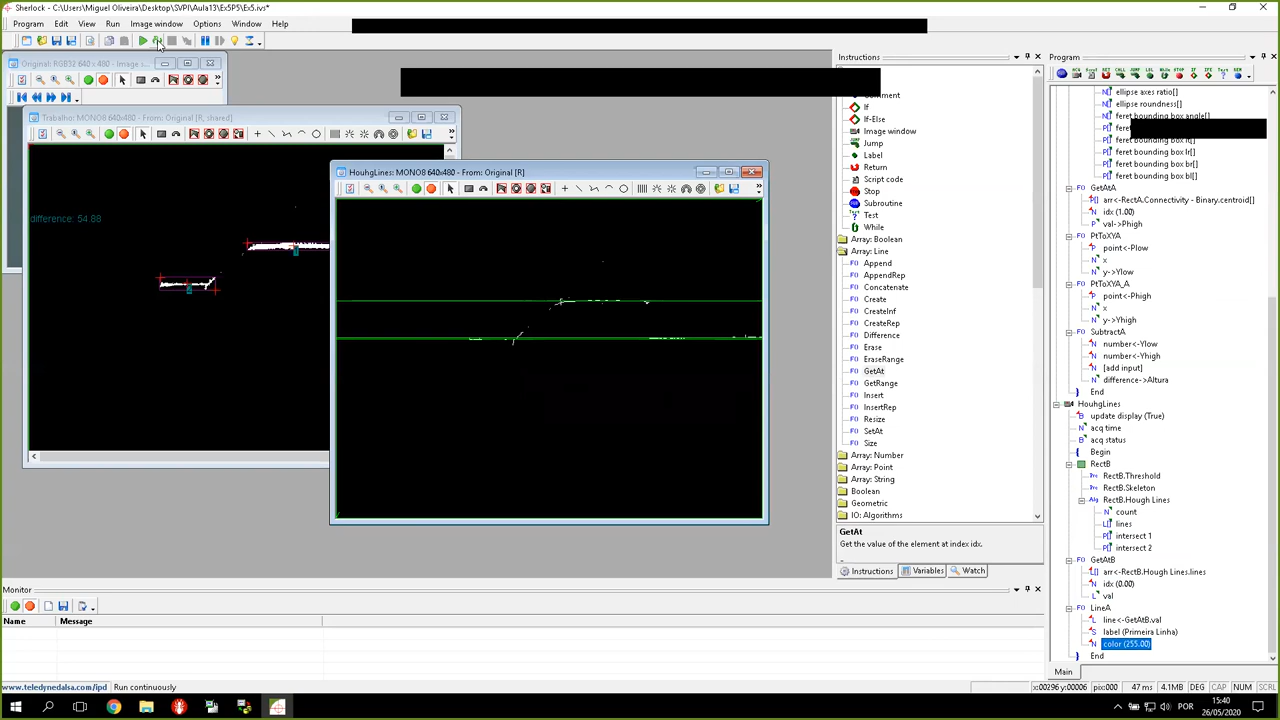 Sherlock - C:\Users\Miguel Oliveira\Desktop\SVPI\Aula13\Ex5P5\Ex5.ivs*
Program Edit View Run Image window Options Window Help
Original: RGB32 640 x 480 - Image s...
Trabalho: MONO8 640x480 - From: Original [R, shared]
difference: 54.88
HouhgLines: MONO8 640x480 - From: Original [R]
Instructions
Comment
If
If-Else
Image window
Jump
Label
Return
Script code
Stop
Subroutine
Test
While
Array: Boolean
Array: Line
Append
AppendRep
Concatenate
Create
CreateInf
CreateRep
Difference
Erase
EraseRange
GetAt
GetRange
Insert
InsertRep
Resize
SetAt
Size
Array: Number
Array: Point
Array: String
Boolean
Geometric
IO: Algorithms
GetAt
Get the value of the element at index idx.
Instructions Variables Watch
Program
ellipse axes ratio[]
ellipse roundness[]
feret bounding box angle[]
feret bounding box lr[]
feret bounding box br[]
feret bounding box bl[]
GetAtA
arr<-RectA.Connectivity - Binary.centroid[]
idx (1.00)
val->Phigh
PtToXYA
point<-Plow
x
y->Ylow
PtToXYA_A
point<-Phigh
x
y->Yhigh
SubtractA
number<-Ylow
number<-Yhigh
[add input]
difference->Altura
End
HouhgLines
update display (True)
acq time
acq status
Begin
RectB
RectB.Threshold
RectB.Skeleton
RectB.Hough Lines
count
lines
intersect 1
intersect 2
GetAtB
arr<-RectB.Hough Lines.lines
idx (0.00)
val
LineA
line<-GetAtB.val
label (Primeira Linha)
color (255.00)
End
Main
Monitor
Name Message
www.teledynedalsa.com/ipd Run continuously
x:00296 y:00006 pix:000 47 ms 4.1MB DEG CAP NUM SCRL
POR
15:40
26/05/2020